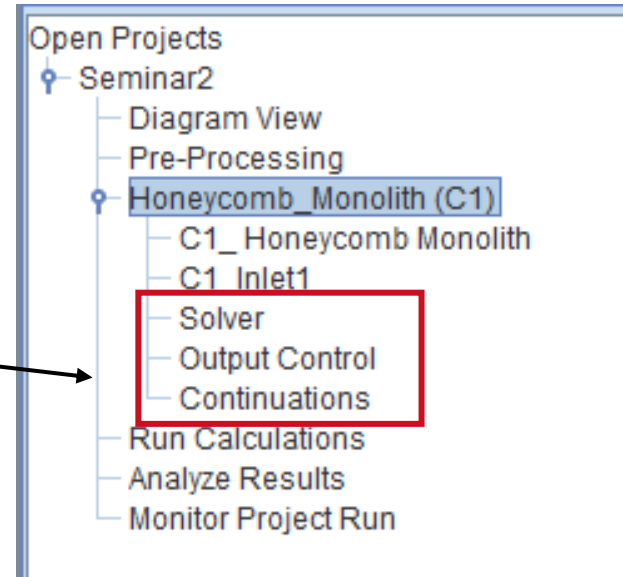 Open Projects
Seminar2
Diagram View
Pre-Processing
Honeycomb_Monolith (C1)
C1_ Honeycomb Monolith
C1_Inlet1
Solver
Output Control
Continuations
Run Calculations
Analyze Results
Monitor Project Run